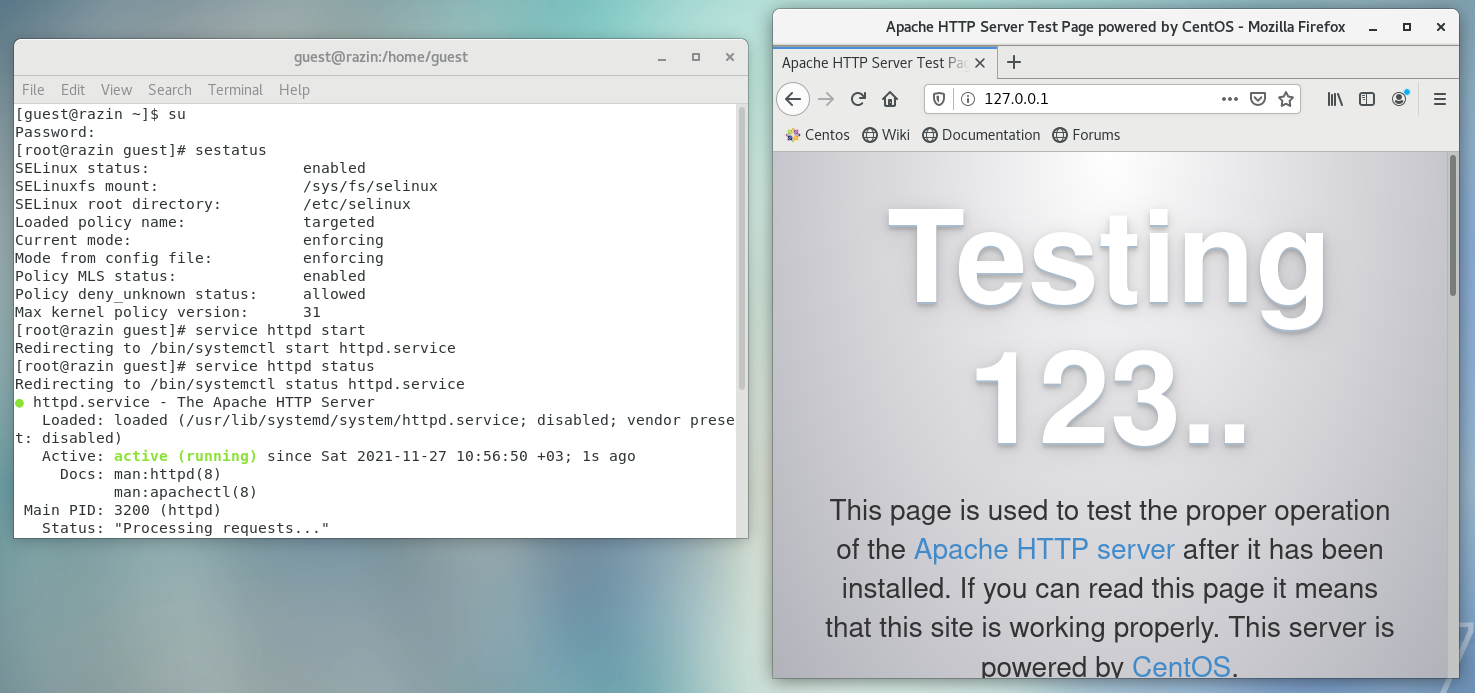 guest@razin:/home/guest
File Edit View Search Terminal Help
[guest@razin ~]$ su
Password:
[root@razin guest]# sestatus
SELinux status:                 enabled
SELinuxfs mount:                /sys/fs/selinux
SELinux root directory:         /etc/selinux
Loaded policy name:             targeted
Current mode:                   enforcing
Mode from config file:          enforcing
Policy MLS status:              enabled
Policy deny_unknown status:     allowed
Max kernel policy version:      31
[root@razin guest]# service httpd start
Redirecting to /bin/systemctl start httpd.service
[root@razin guest]# service httpd status
Redirecting to /bin/systemctl status httpd.service
● httpd.service - The Apache HTTP Server
   Loaded: loaded (/usr/lib/systemd/system/httpd.service; disabled; vendor prese
t: disabled)
   Active: active (running) since Sat 2021-11-27 10:56:50 +03; 1s ago
     Docs: man:httpd(8)
           man:apachectl(8)
 Main PID: 3200 (httpd)
   Status: "Processing requests..."
Apache HTTP Server Test Page powered by CentOS - Mozilla Firefox
Apache HTTP Server Test Pag
127.0.0.1
Centos Wiki Documentation Forums
Testing
123..
This page is used to test the proper operation
of the Apache HTTP server after it has been
installed. If you can read this page it means
that this site is working properly. This server is
powered by CentOS.
7